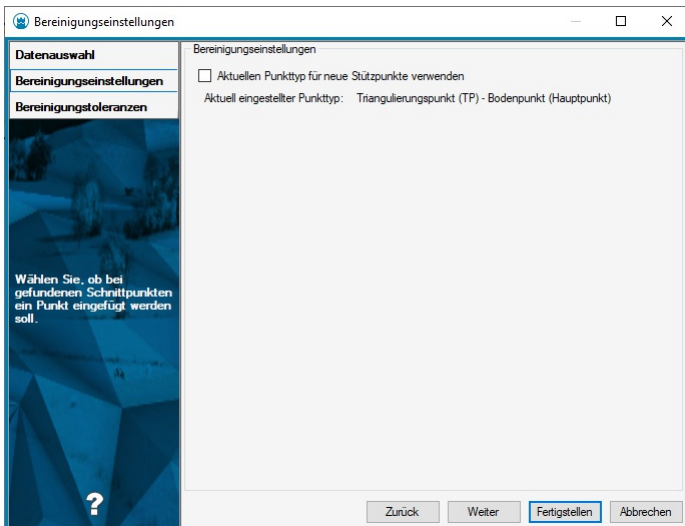 Bereinigungseinstellungen
Datenauswahl
Bereinigungseinstellungen
Bereinigungstoleranzen
Wählen Sie, ob bei
gefundenen Schnittpunkten
ein Punkt eingefügt werden
soll.
?
Bereinigungseinstellungen
Aktuellen Punkttyp für neue Stützpunkte verwenden
Aktuell eingestellter Punkttyp: Triangulierungspunkt (TP) - Bodenpunkt (Hauptpunkt)
Zurück Weiter Fertigstellen Abbrechen